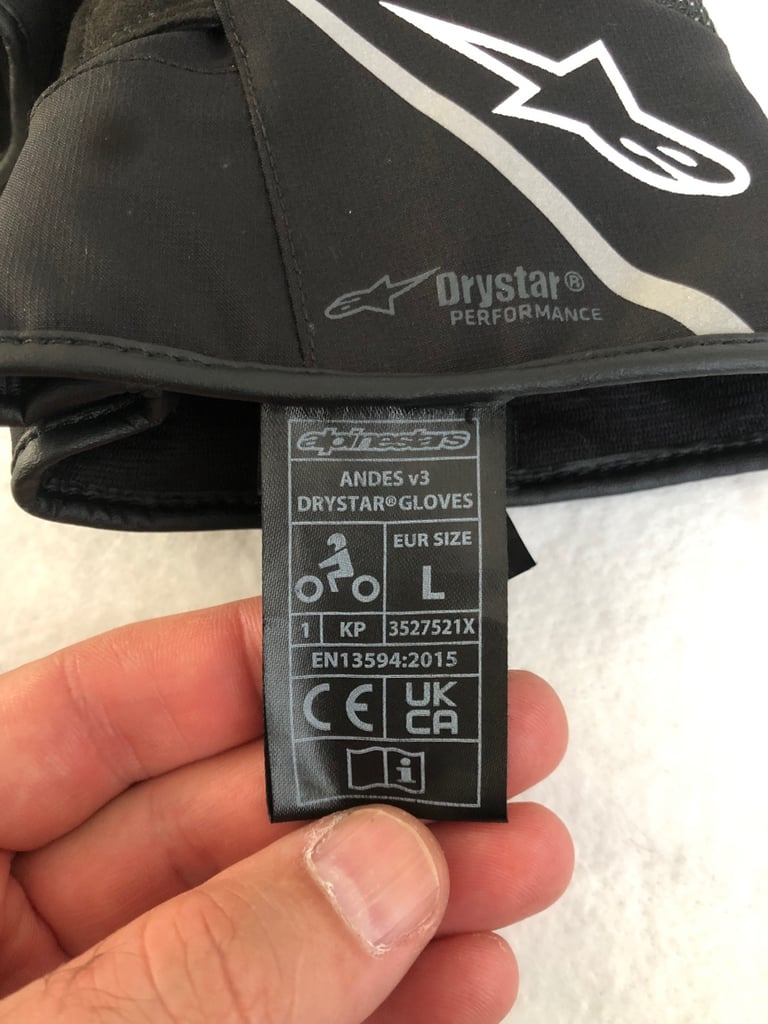 Drystar®
PERFORMANCE
alpinestars
ANDES v3
DRYSTAR® GLOVES
EUR SIZE
L
1 KP 3527521X
EN13594:2015
CE UK
CA
i